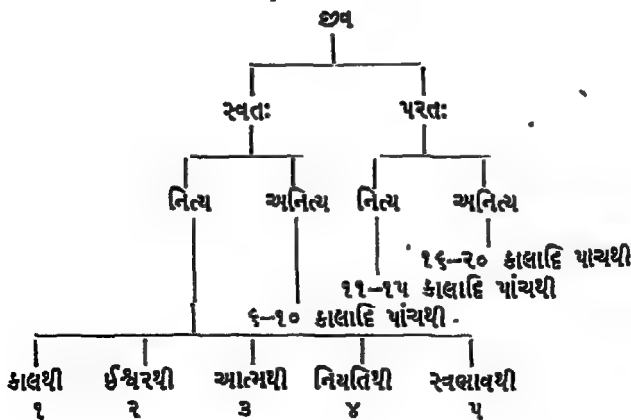 જીવ
સ્વતઃ પરતઃ
નિત્ય અનિત્ય નિત્ય અનિત્ય
૧૬-૨૦ કાલાદિ પાચથી
૧૧-૧૫ કાલાદિ પાંચથી
૬-૧૦ કાલાદિ પાંચથી
કાલથી ઈશ્વરથી આત્મથી નિયતિથી સ્વભાવથી
૧ ૨ ૩ ૪ ૫